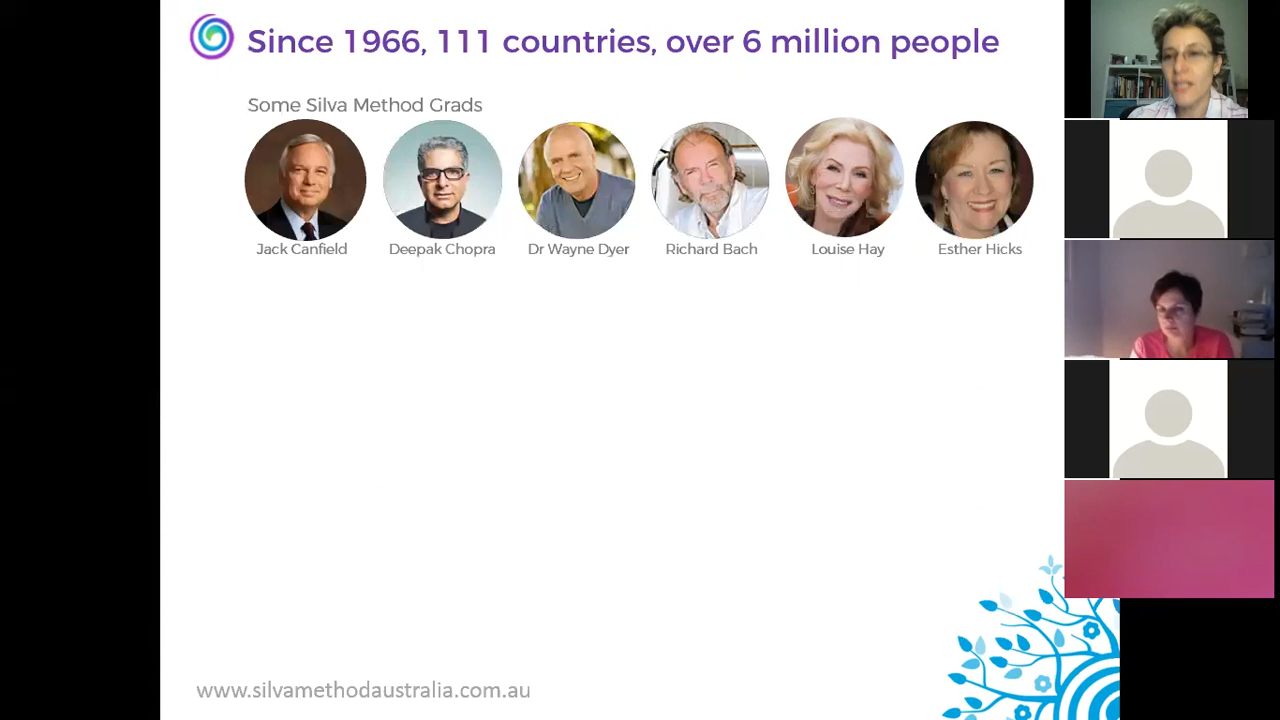 Since 1966, 111 countries, over 6 million people
Some Silva Method Grads
Jack Canfield Deepak Chopra Dr Wayne Dyer Richard Bach Louise Hay Esther Hicks
www.silvamethodaustralia.com.au